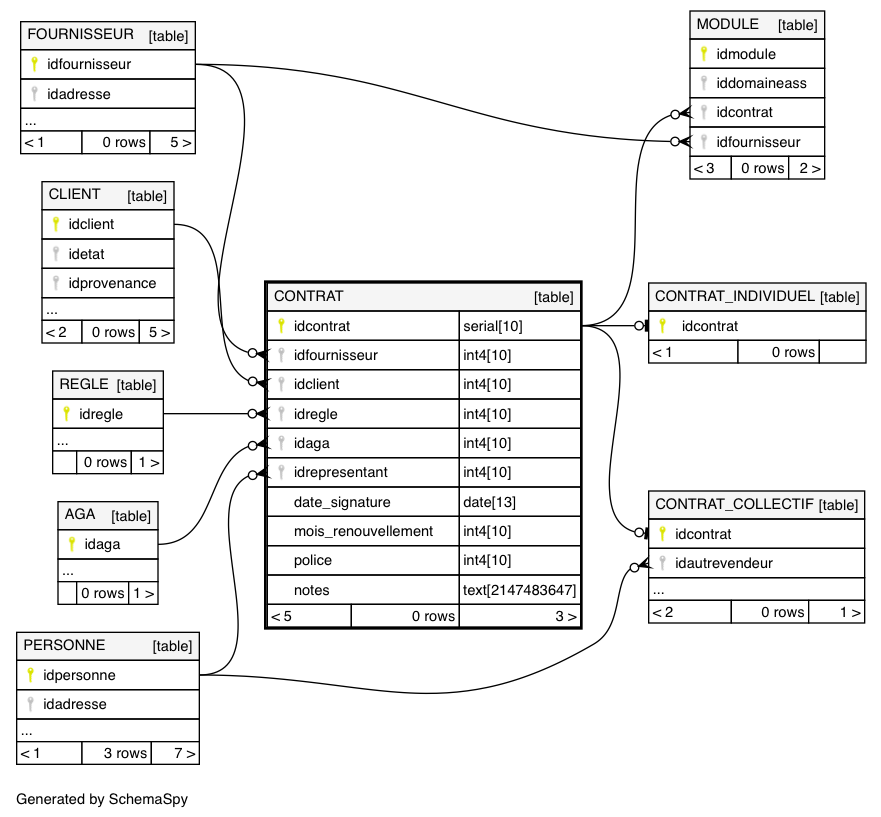 FOURNISSEUR [table]
idfournisseur
idadresse
...
< 1 0 rows 5 >
CLIENT [table]
idclient
idetat
idprovenance
...
< 2 0 rows 5 >
REGLE [table]
idregle
...
0 rows 1 >
AGA [table]
idaga
...
0 rows 1 >
PERSONNE [table]
idpersonne
idadresse
...
< 1 3 rows 7 >
CONTRAT [table]
idcontrat serial[10]
idfournisseur int4[10]
idclient int4[10]
idregle int4[10]
idaga int4[10]
idrepresentant int4[10]
date_signature date[13]
mois_renouvellement int4[10]
police int4[10]
notes text[2147483647]
< 5 0 rows 3 >
MODULE [table]
idmodule
iddomaineass
idcontrat
idfournisseur
< 3 0 rows 2 >
CONTRAT_INDIVIDUEL [table]
idcontrat
< 1 0 rows
CONTRAT_COLLECTIF [table]
idcontrat
idautrevendeur
...
< 2 0 rows 1 >
Generated by SchemaSpy